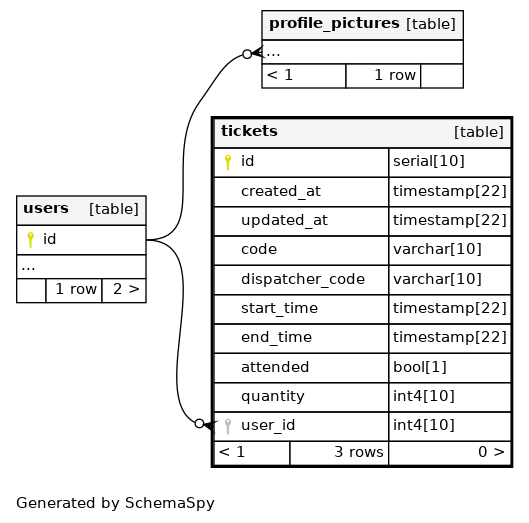 profile_pictures [table]
...
< 1 1 row
tickets [table]
id serial[10]
created_at timestamp[22]
updated_at timestamp[22]
code varchar[10]
dispatcher_code varchar[10]
start_time timestamp[22]
end_time timestamp[22]
attended bool[1]
quantity int4[10]
user_id int4[10]
< 1 3 rows 0 >
users [table]
id
...
1 row 2 >
Generated by SchemaSpy